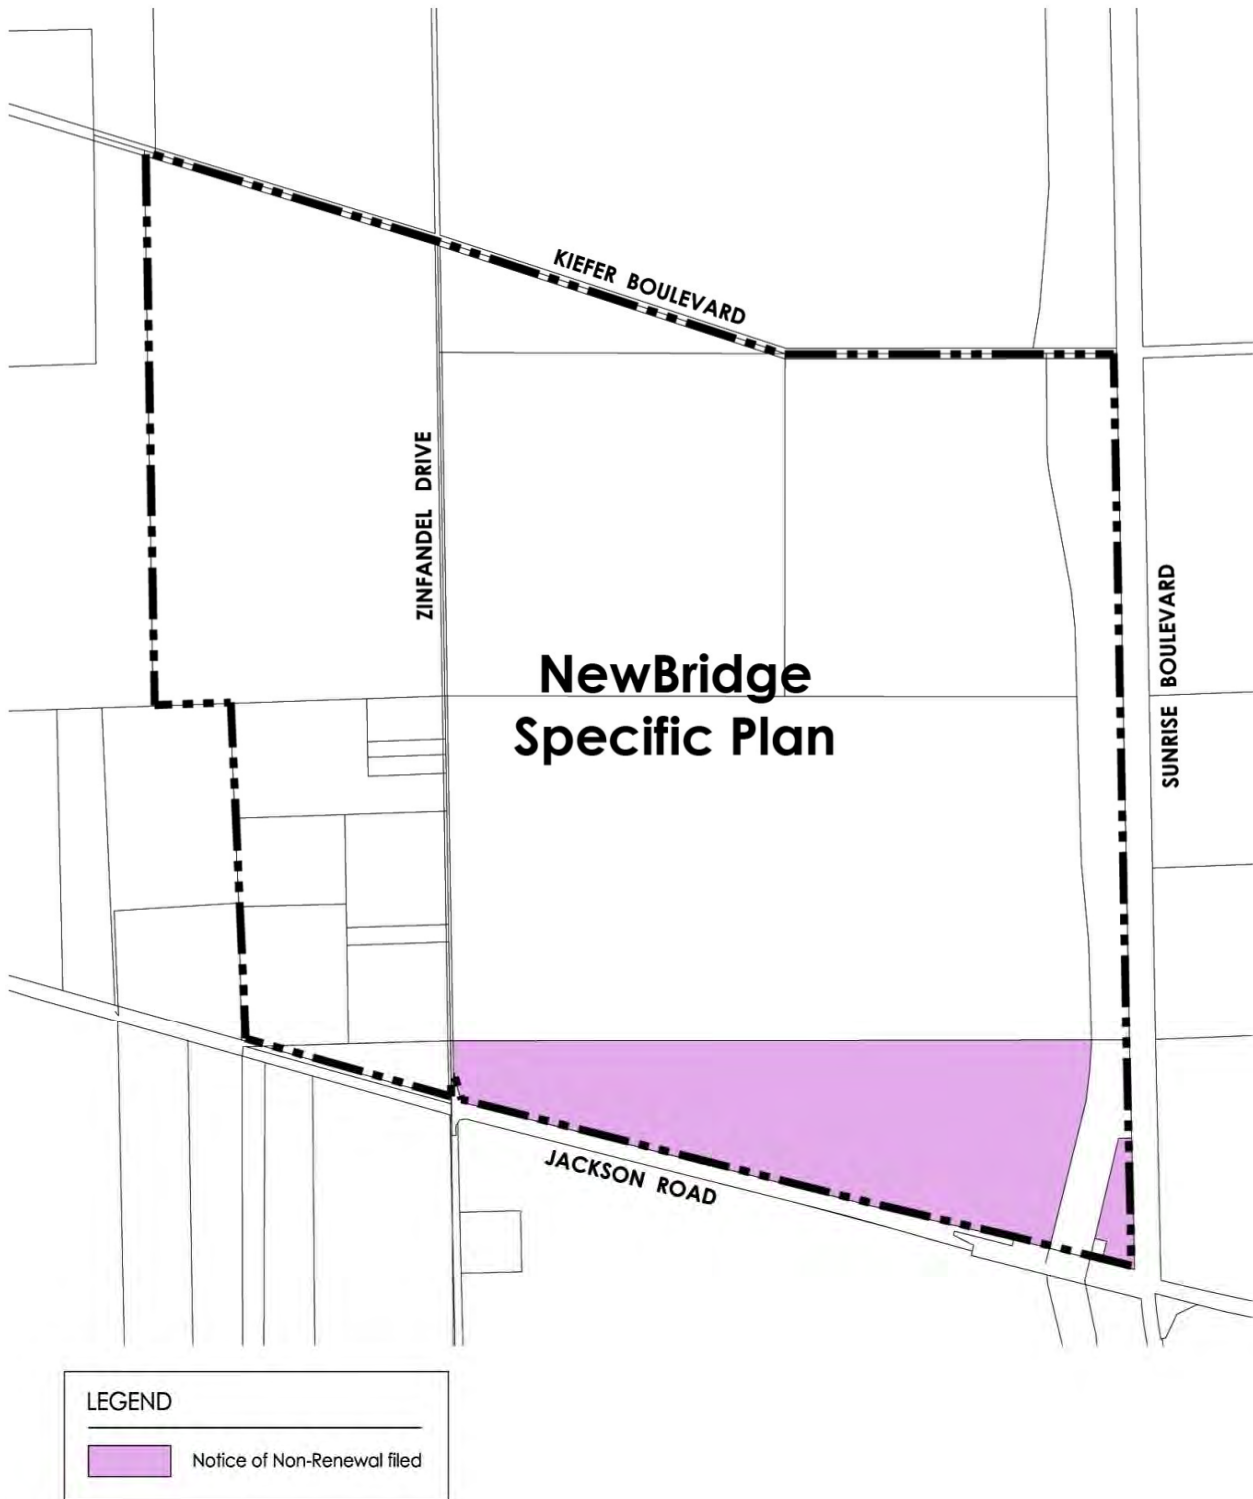 KIEFER BOULEVARD
ZINFANDEL DRIVE
SUNRISE BOULEVARD
NewBridge
Specific Plan
JACKSON ROAD
LEGEND
Notice of Non-Renewal filed